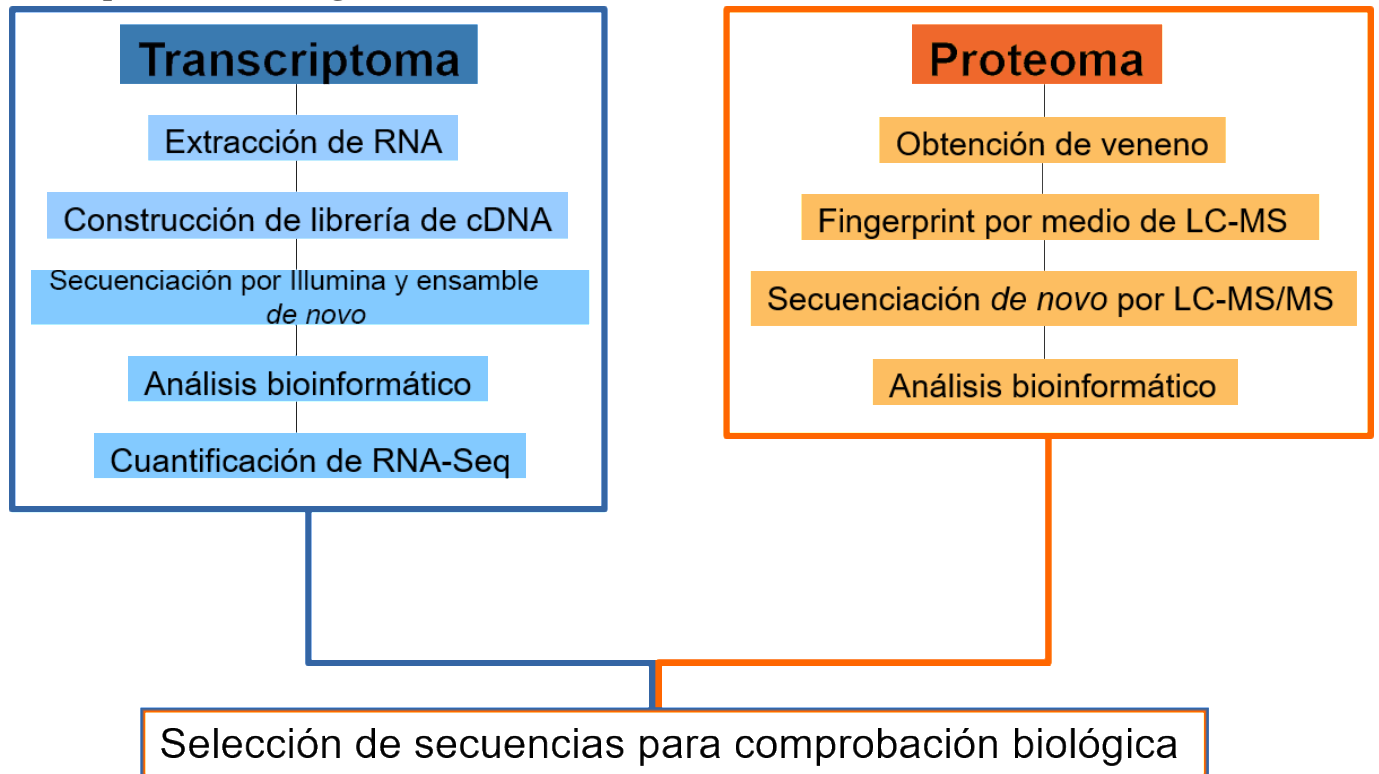 Transcriptoma
Extracción de RNA
Construcción de librería de cDNA
Secuenciación por Illumina y ensamble
de novo
Análisis bioinformático
Cuantificación de RNA-Seq
Proteoma
Obtención de veneno
Fingerprint por medio de LC-MS
Secuenciación de novo por LC-MS/MS
Análisis bioinformático
Selección de secuencias para comprobación biológica